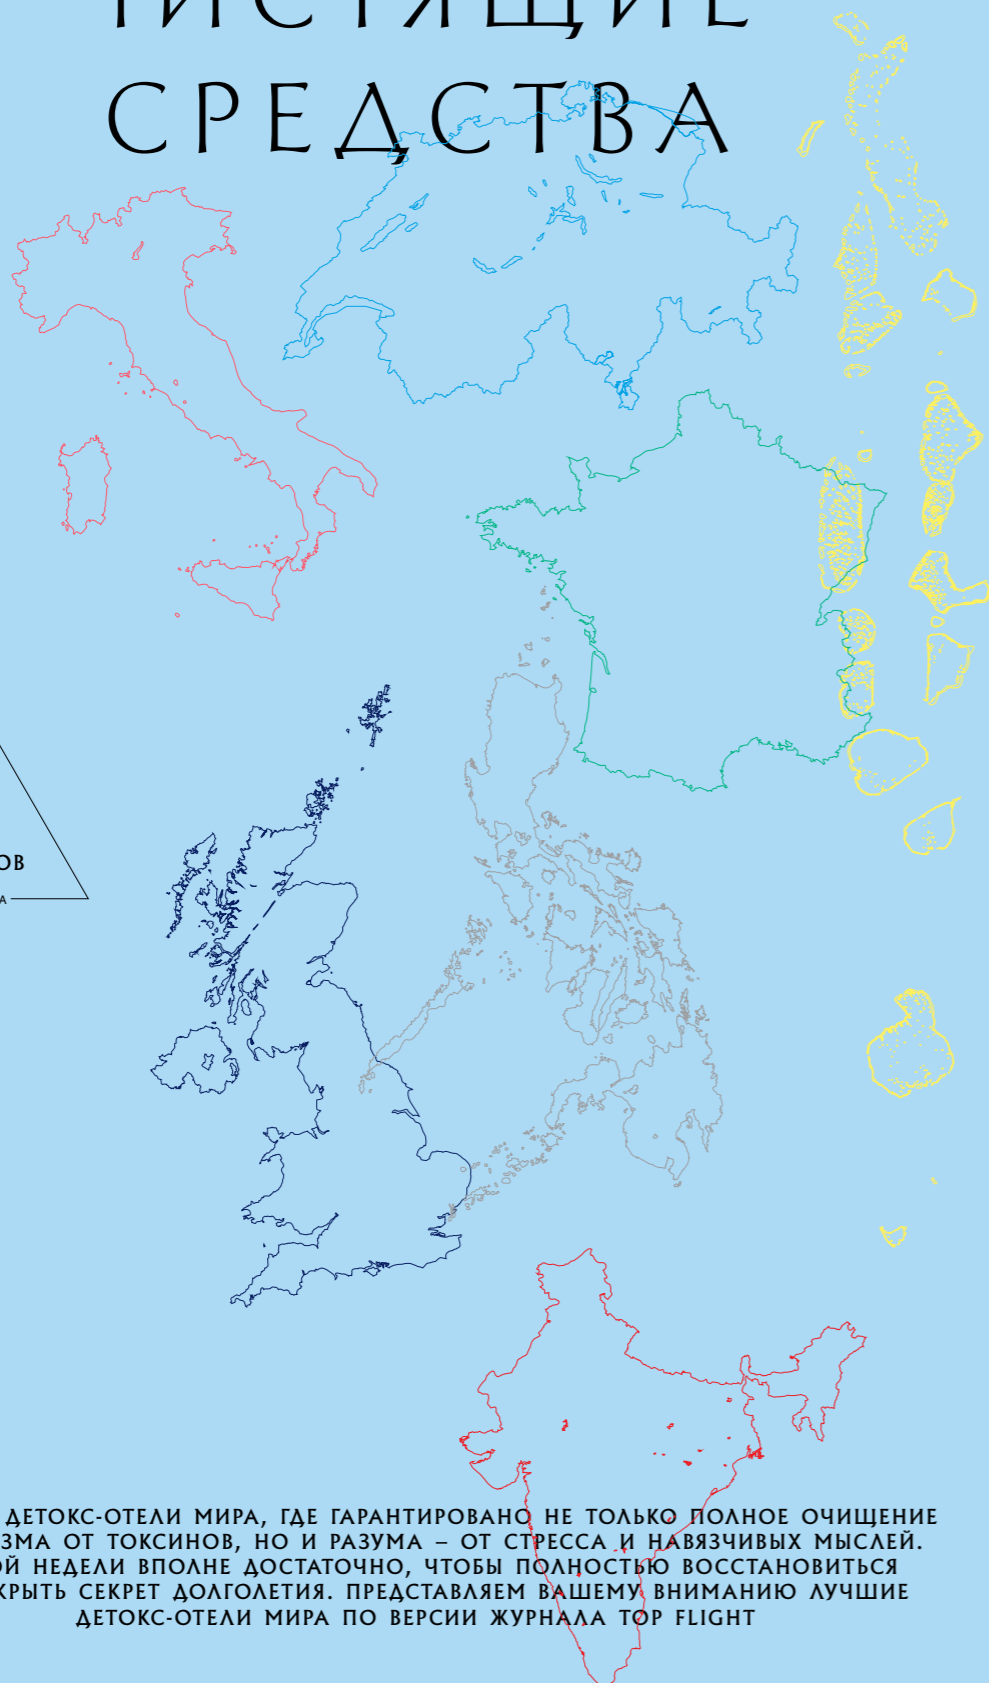 ЧИСТЯЩИЕ
СРЕДСТВА
ОВ
А
ДЕТОКС-ОТЕЛИ МИРА, ГДЕ ГАРАНТИРОВАНО НЕ ТОЛЬКО ПОЛНОЕ ОЧИЩЕНИЕ
ЗМА ОТ ТОКСИНОВ, НО И РАЗУМА – ОТ СТРЕССА И НАВЯЗЧИВЫХ МЫСЛЕЙ.
ОЙ НЕДЕЛИ ВПОЛНЕ ДОСТАТОЧНО, ЧТОБЫ ПОЛНОСТЬЮ ВОССТАНОВИТЬСЯ
КРЫТЬ СЕКРЕТ ДОЛГОЛЕТИЯ. ПРЕДСТАВЛЯЕМ ВАШЕМУ ВНИМАНИЮ ЛУЧШИЕ
ДЕТОКС-ОТЕЛИ МИРА ПО ВЕРСИИ ЖУРНАЛА TOP FLIGHT